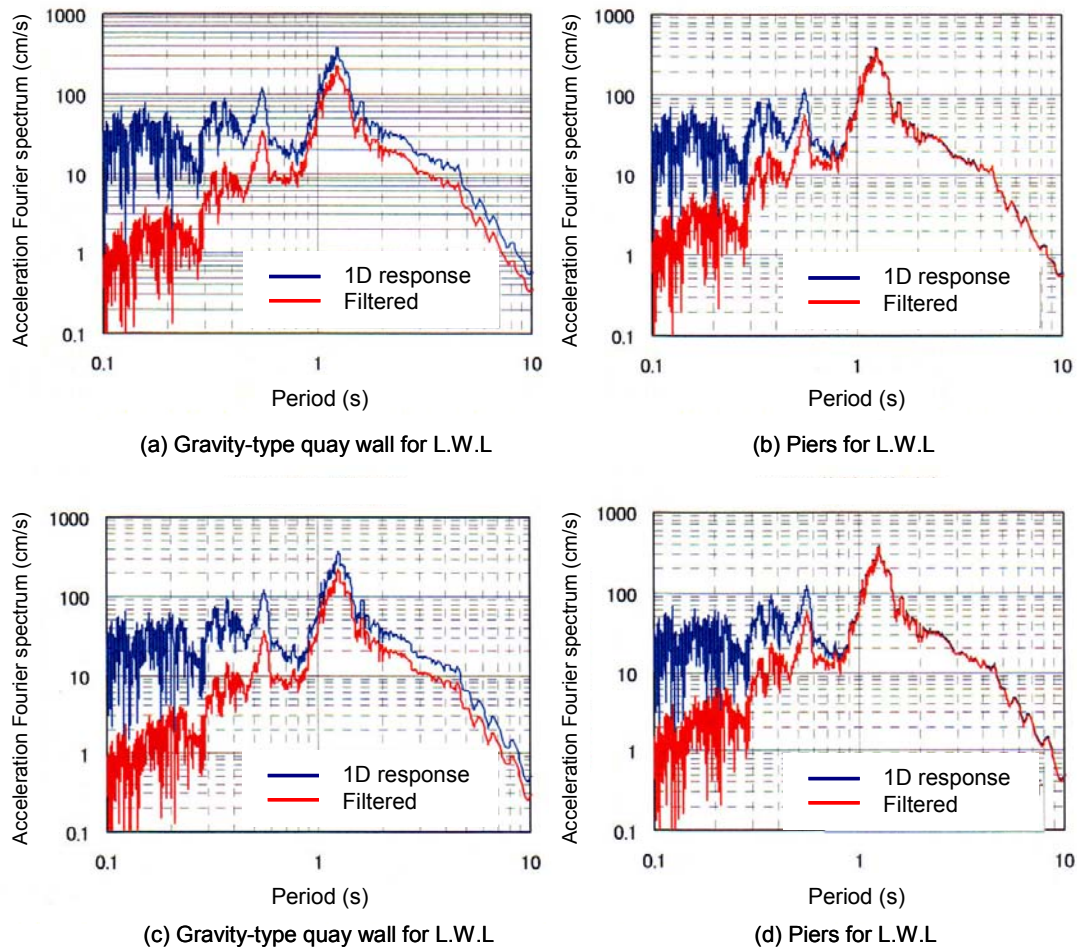 Acceleration Fourier spectrum (cm/s)
1000
100
10
1
0.1
1D response
Filtered
0.1
1
10
Period (s)
(a) Gravity-type quay wall for L.W.L
Acceleration Fourier spectrum (cm/s)
1000
100
10
1
0.1
1D response
Filtered
0.1
1
10
Period (s)
(b) Piers for L.W.L
Acceleration Fourier spectrum (cm/s)
1000
100
10
1
0.1
1D response
Filtered
0.1
1
10
Period (s)
(c) Gravity-type quay wall for L.W.L
Acceleration Fourier spectrum (cm/s)
1000
100
10
1
0.1
1D response
Filtered
0.1
1
10
Period (s)
(d) Piers for L.W.L